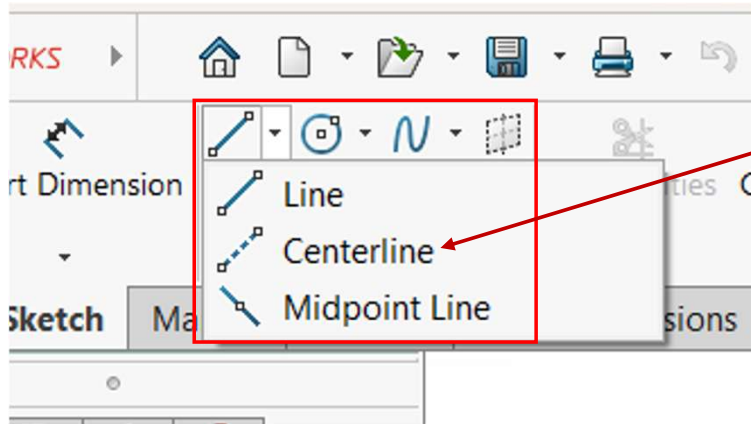 RKS
rt Dimension
Line
ties
Centerline
Midpoint Line
Sketch
Ma
sions